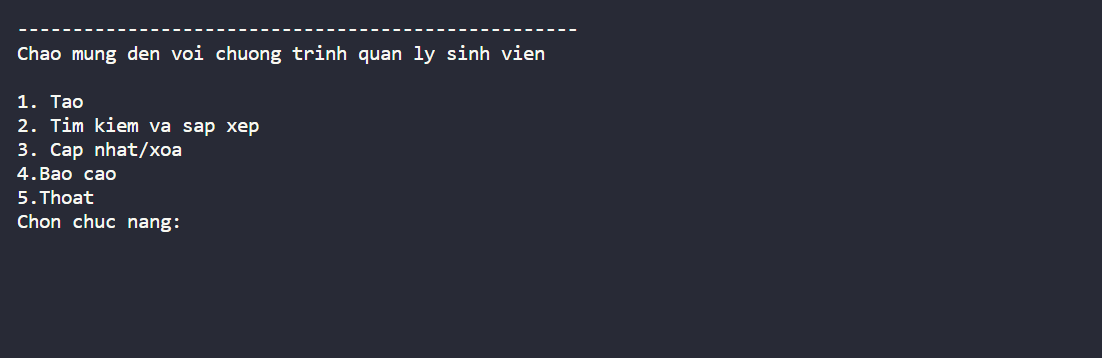 ---------------------------------------------------
Chao mung den voi chuong trinh quan ly sinh vien
1. Tao
2. Tim kiem va sap xep
3. Cap nhat/xoa
4.Bao cao
5.Thoat
Chon chuc nang: